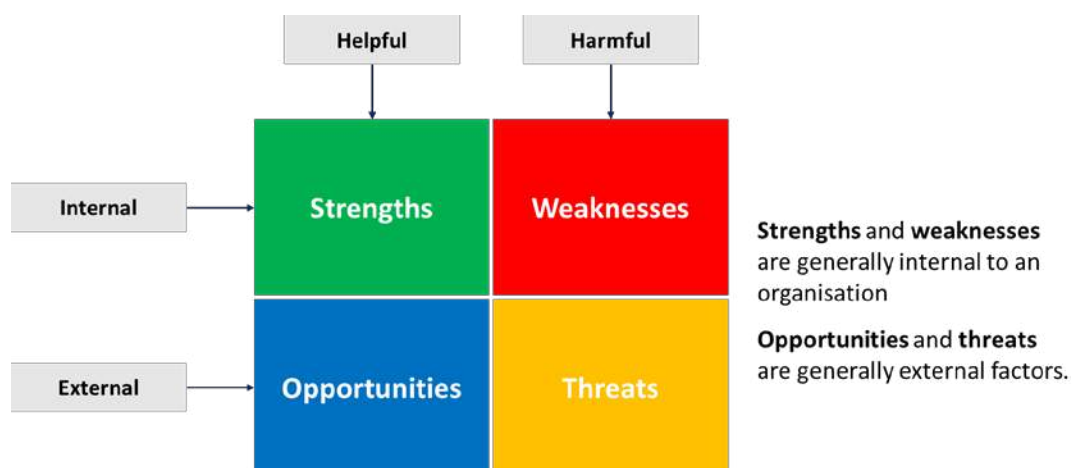 Helpful
Harmful
Internal
Strengths
Weaknesses
Strengths and weaknesses
are generally internal to an
organisation
Opportunities and threats
are generally external factors.
External
Opportunities
Threats